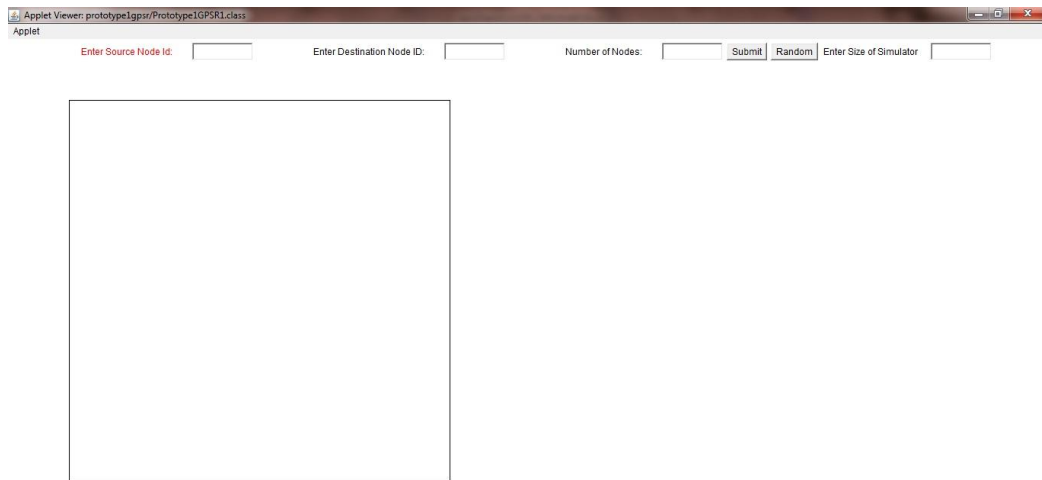 Applet Viewer: prototype1gpsr/Prototype1GPSR1.class
Applet
Enter Source Node Id: Enter Destination Node ID: Number of Nodes: Submit Random Enter Size of Simulator